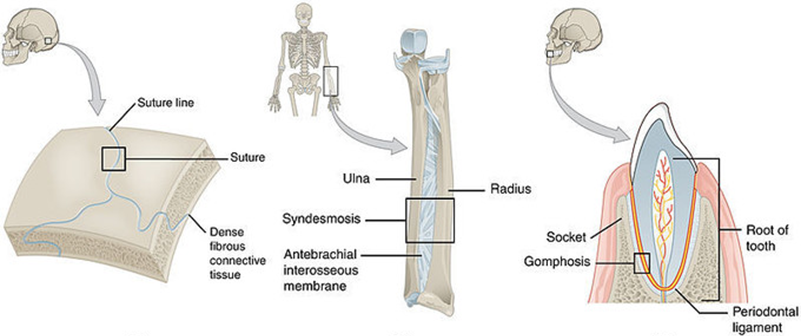 Suture line
Suture
Dense
fibrous
connective
tissue
Ulna
Radius
Syndesmosis
Antebrachial
interosseous
membrane
Socket
Gomphosis
Root of
tooth
Periodontal
ligament